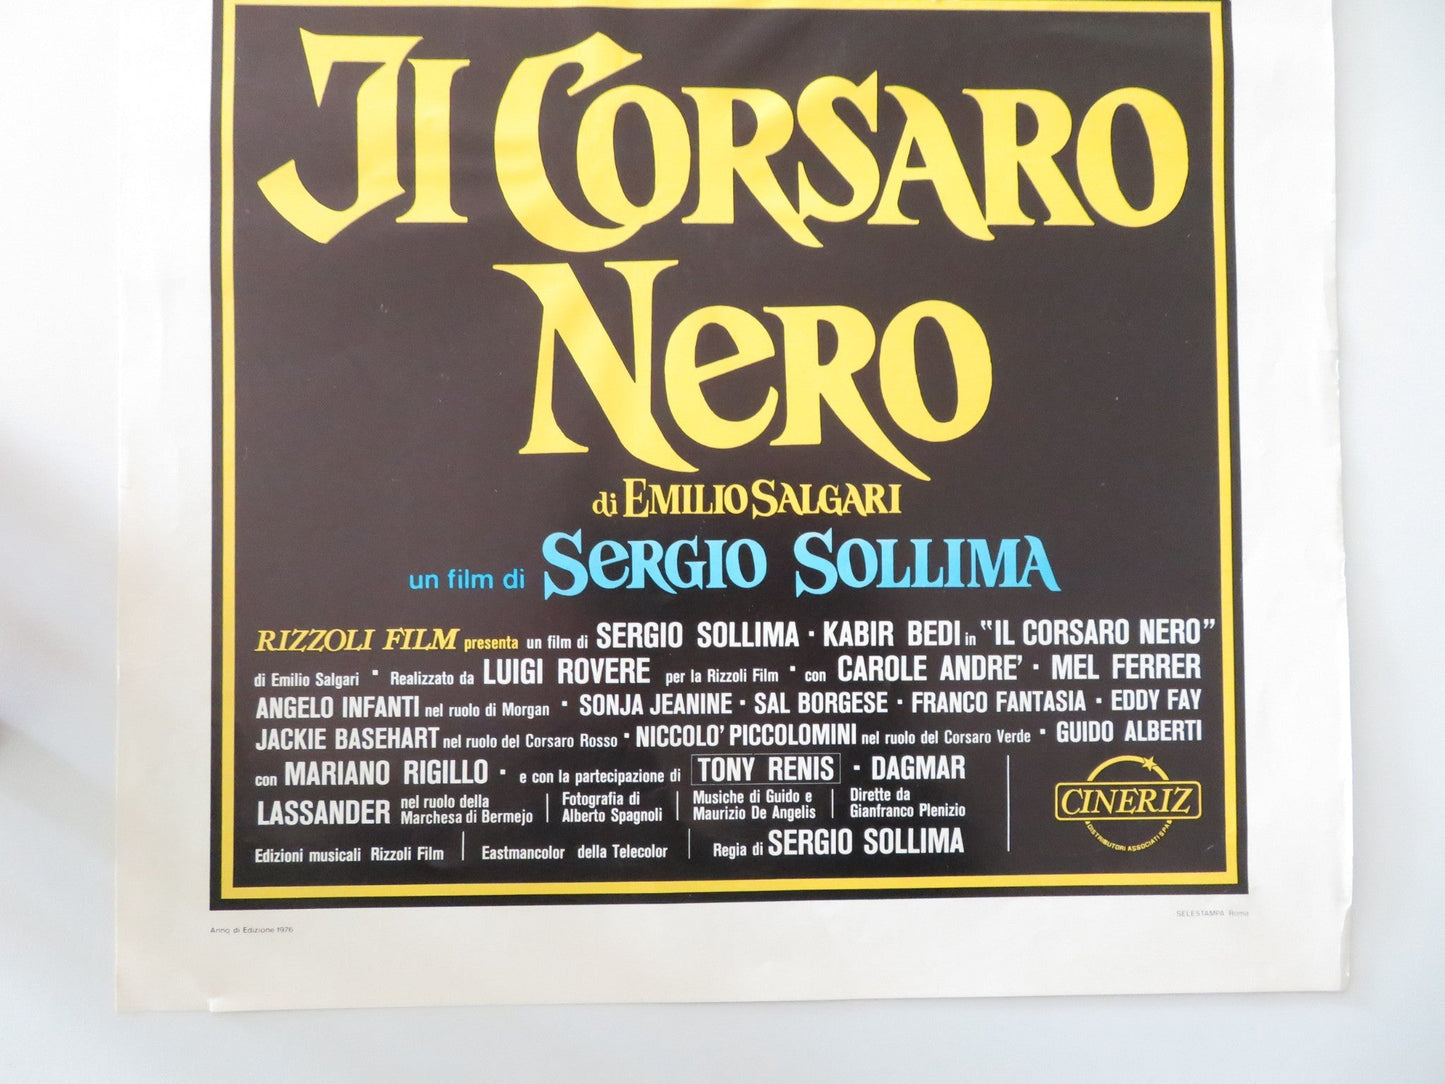 Il CORSARO
NeRO
di EMILIO SALGARI
un film di SeRGIO SOLLIMA
RIZZOLI FILM presenta un film di SERGIO SOLLIMA · KABIR BEDI in "IL CORSARO NERO"
di Emilio Salgari · Realizzato da LUIGI ROVERE per la Rizzoli Film · con CAROLE ANDRE' · MEL FERRER
ANGELO INFANTI nel ruolo di Morgan · SONJA JEANINE · SAL BORGESE · FRANCO FANTASIA · EDDY FAY
JACKIE BASEHART nel ruolo del Corsaro Rosso · NICCOLO' PICCOLOMINI nel ruolo del Corsaro Verde · GUIDO ALBERTI
con MARIANO RIGILLO · e con la partecipazione di TONY RENIS · DAGMAR
LASSANDER nel ruolo della Marchesa di Bermejo | Fotografia di Alberto Spagnoli | Musiche di Guido e Maurizio De Angelis | Dirette da Gianfranco Plenizio
Edizioni musicali Rizzoli Film | Eastmancolor della Telecolor | Regia di SERGIO SOLLIMA
CINERIZ
DISTRIBUTORI ASSOCIATI S.P.A.
SELESTAMPA Roma
Anno di Edizione 1976